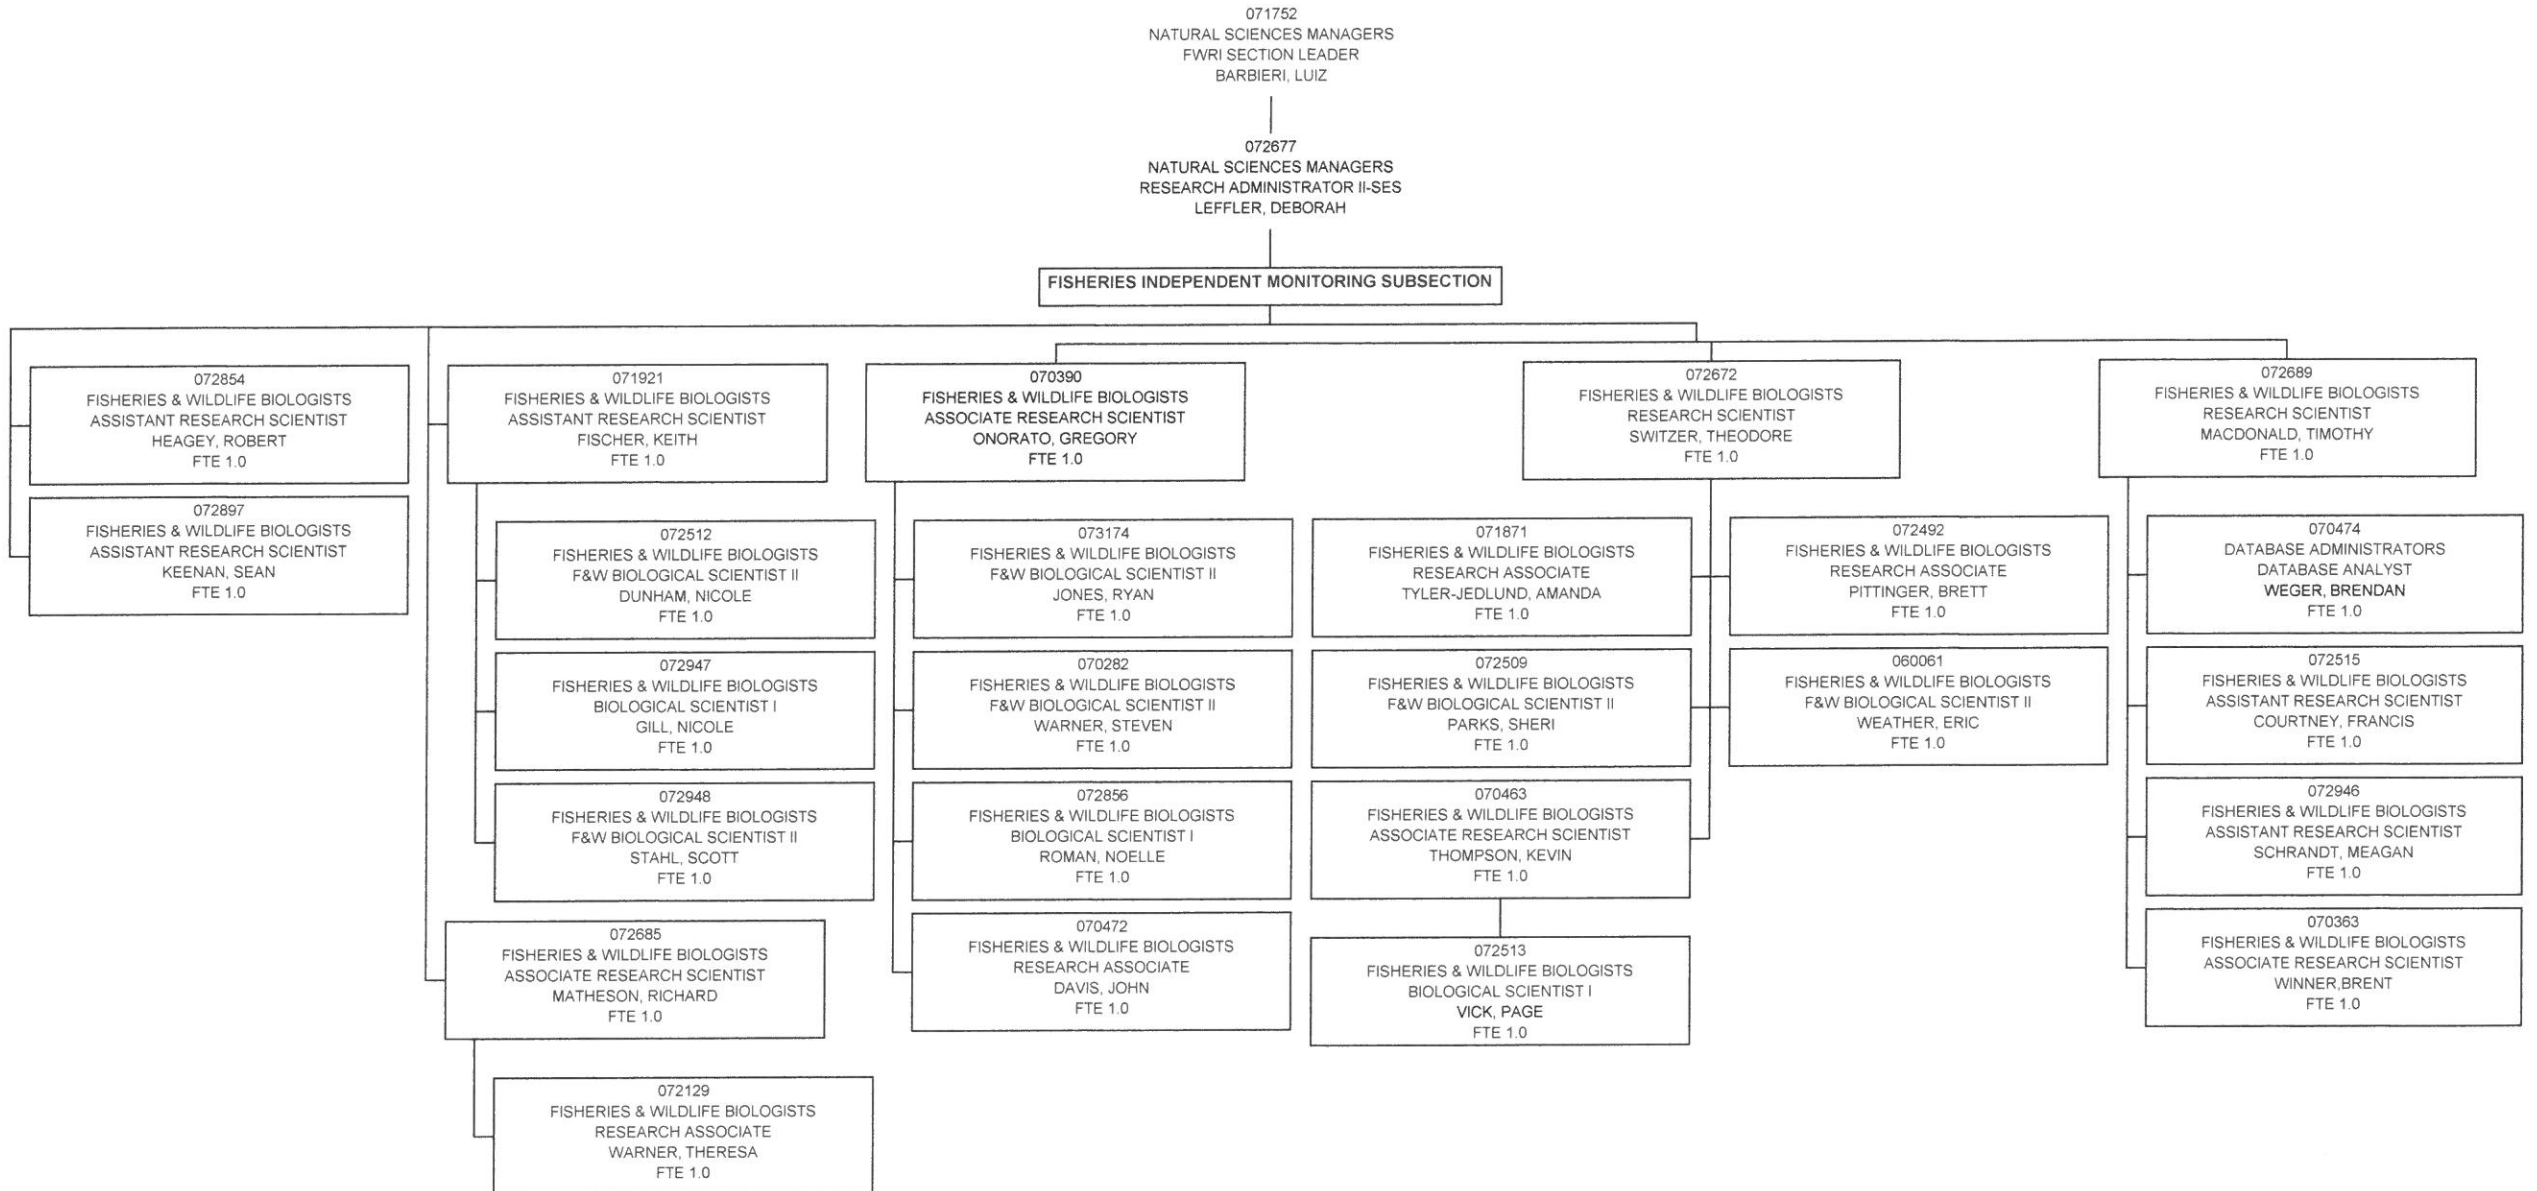 071752
NATURAL SCIENCES MANAGERS
FWRI SECTION LEADER
BARBIERI, LUIZ
072677
NATURAL SCIENCES MANAGERS
RESEARCH ADMINISTRATOR II-SES
LEFFLER, DEBORAH
FISHERIES INDEPENDENT MONITORING SUBSECTION
072854
FISHERIES & WILDLIFE BIOLOGISTS
ASSISTANT RESEARCH SCIENTIST
HEAGEY, ROBERT
FTE 1.0
072897
FISHERIES & WILDLIFE BIOLOGISTS
ASSISTANT RESEARCH SCIENTIST
KEENAN, SEAN
FTE 1.0
071921
FISHERIES & WILDLIFE BIOLOGISTS
ASSISTANT RESEARCH SCIENTIST
FISCHER, KEITH
FTE 1.0
072512
FISHERIES & WILDLIFE BIOLOGISTS
F&W BIOLOGICAL SCIENTIST II
DUNHAM, NICOLE
FTE 1.0
072947
FISHERIES & WILDLIFE BIOLOGISTS
BIOLOGICAL SCIENTIST I
GILL, NICOLE
FTE 1.0
072948
FISHERIES & WILDLIFE BIOLOGISTS
F&W BIOLOGICAL SCIENTIST II
STAHL, SCOTT
FTE 1.0
072685
FISHERIES & WILDLIFE BIOLOGISTS
ASSOCIATE RESEARCH SCIENTIST
MATHESON, RICHARD
FTE 1.0
072129
FISHERIES & WILDLIFE BIOLOGISTS
RESEARCH ASSOCIATE
WARNER, THERESA
FTE 1.0
070390
FISHERIES & WILDLIFE BIOLOGISTS
ASSOCIATE RESEARCH SCIENTIST
ONORATO, GREGORY
FTE 1.0
073174
FISHERIES & WILDLIFE BIOLOGISTS
F&W BIOLOGICAL SCIENTIST II
JONES, RYAN
FTE 1.0
070282
FISHERIES & WILDLIFE BIOLOGISTS
F&W BIOLOGICAL SCIENTIST II
WARNER, STEVEN
FTE 1.0
072856
FISHERIES & WILDLIFE BIOLOGISTS
BIOLOGICAL SCIENTIST I
ROMAN, NOELLE
FTE 1.0
070472
FISHERIES & WILDLIFE BIOLOGISTS
RESEARCH ASSOCIATE
DAVIS, JOHN
FTE 1.0
072672
FISHERIES & WILDLIFE BIOLOGISTS
RESEARCH SCIENTIST
SWITZER, THEODORE
FTE 1.0
071871
FISHERIES & WILDLIFE BIOLOGISTS
RESEARCH ASSOCIATE
TYLER-JEDLUND, AMANDA
FTE 1.0
072509
FISHERIES & WILDLIFE BIOLOGISTS
F&W BIOLOGICAL SCIENTIST II
PARKS, SHERI
FTE 1.0
070463
FISHERIES & WILDLIFE BIOLOGISTS
ASSOCIATE RESEARCH SCIENTIST
THOMPSON, KEVIN
FTE 1.0
072513
FISHERIES & WILDLIFE BIOLOGISTS
BIOLOGICAL SCIENTIST I
VICK, PAGE
FTE 1.0
072492
FISHERIES & WILDLIFE BIOLOGISTS
RESEARCH ASSOCIATE
PITTINGER, BRETT
FTE 1.0
060061
FISHERIES & WILDLIFE BIOLOGISTS
F&W BIOLOGICAL SCIENTIST II
WEATHER, ERIC
FTE 1.0
072689
FISHERIES & WILDLIFE BIOLOGISTS
RESEARCH SCIENTIST
MACDONALD, TIMOTHY
FTE 1.0
070474
DATABASE ADMINISTRATORS
DATABASE ANALYST
WEGER, BRENDAN
FTE 1.0
072515
FISHERIES & WILDLIFE BIOLOGISTS
ASSISTANT RESEARCH SCIENTIST
COURTNEY, FRANCIS
FTE 1.0
072946
FISHERIES & WILDLIFE BIOLOGISTS
ASSISTANT RESEARCH SCIENTIST
SCHRANDT, MEAGAN
FTE 1.0
070363
FISHERIES & WILDLIFE BIOLOGISTS
ASSOCIATE RESEARCH SCIENTIST
WINNER,BRENT
FTE 1.0